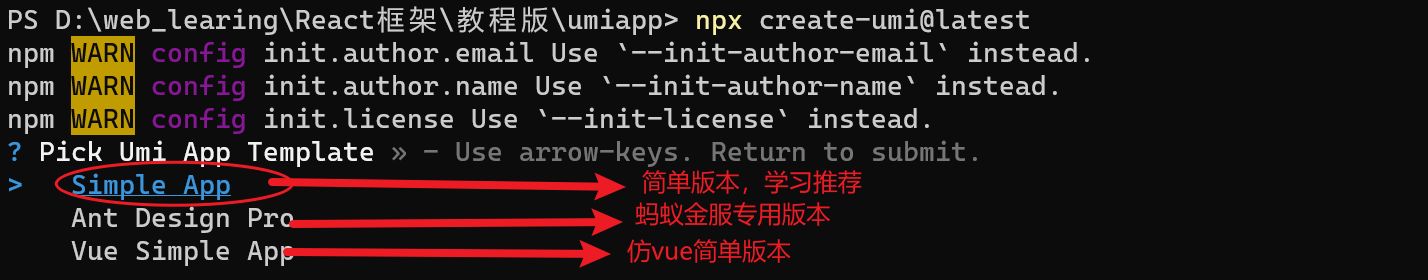 PS D:\web_learing\React框架\教程版\umiapp> npx create-umi@latest
npm WARN config init.author.email Use `--init-author-email` instead.
npm WARN config init.author.name Use `--init-author-name` instead.
npm WARN config init.license Use `--init-license` instead.
? Pick Umi App Template » - Use arrow-keys. Return to submit.
> Simple App 简单版本，学习推荐
Ant Design Pro 蚂蚁金服专用版本
Vue Simple App 仿vue简单版本